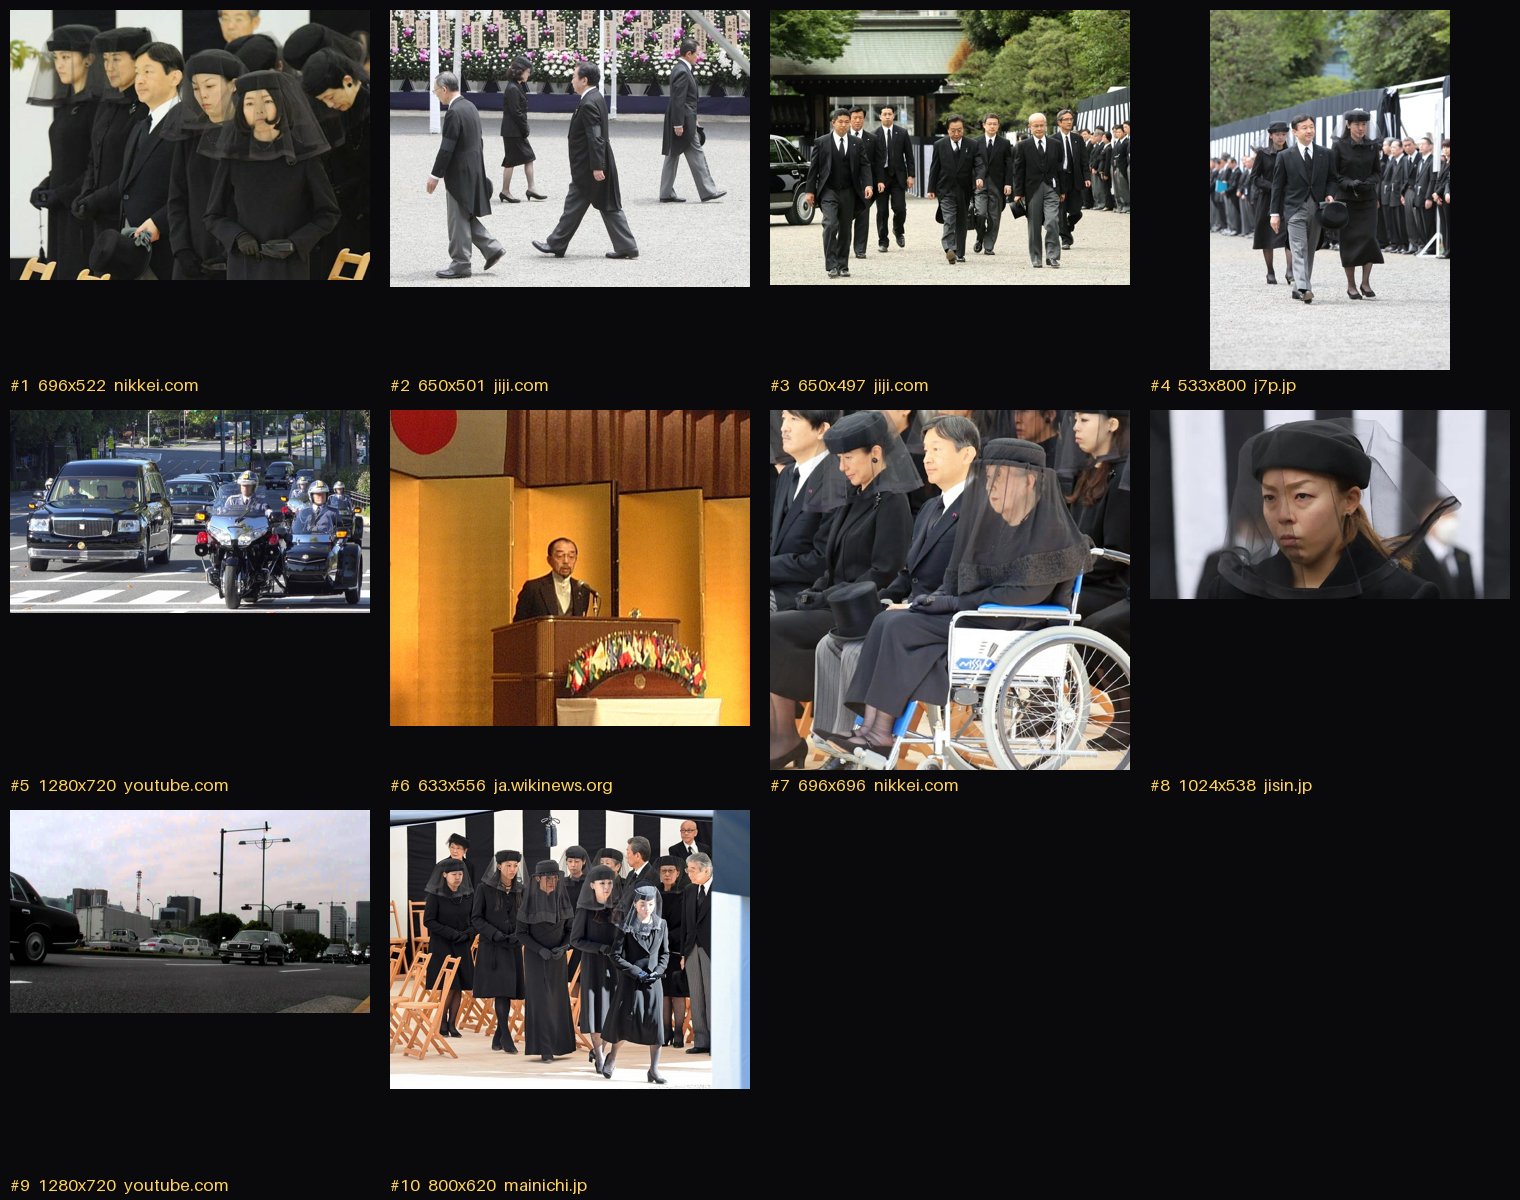 #1 696x522 nikkei.com
#2 650x501 jiji.com
#3 650x497 jiji.com
#4 533x800 j7p.jp
NISSIN
#5 1280x720 youtube.com
#6 633x556 ja.wikinews.org
#7 696x696 nikkei.com
#8 1024x538 jisin.jp
#9 1280x720 youtube.com
#10 800x620 mainichi.jp